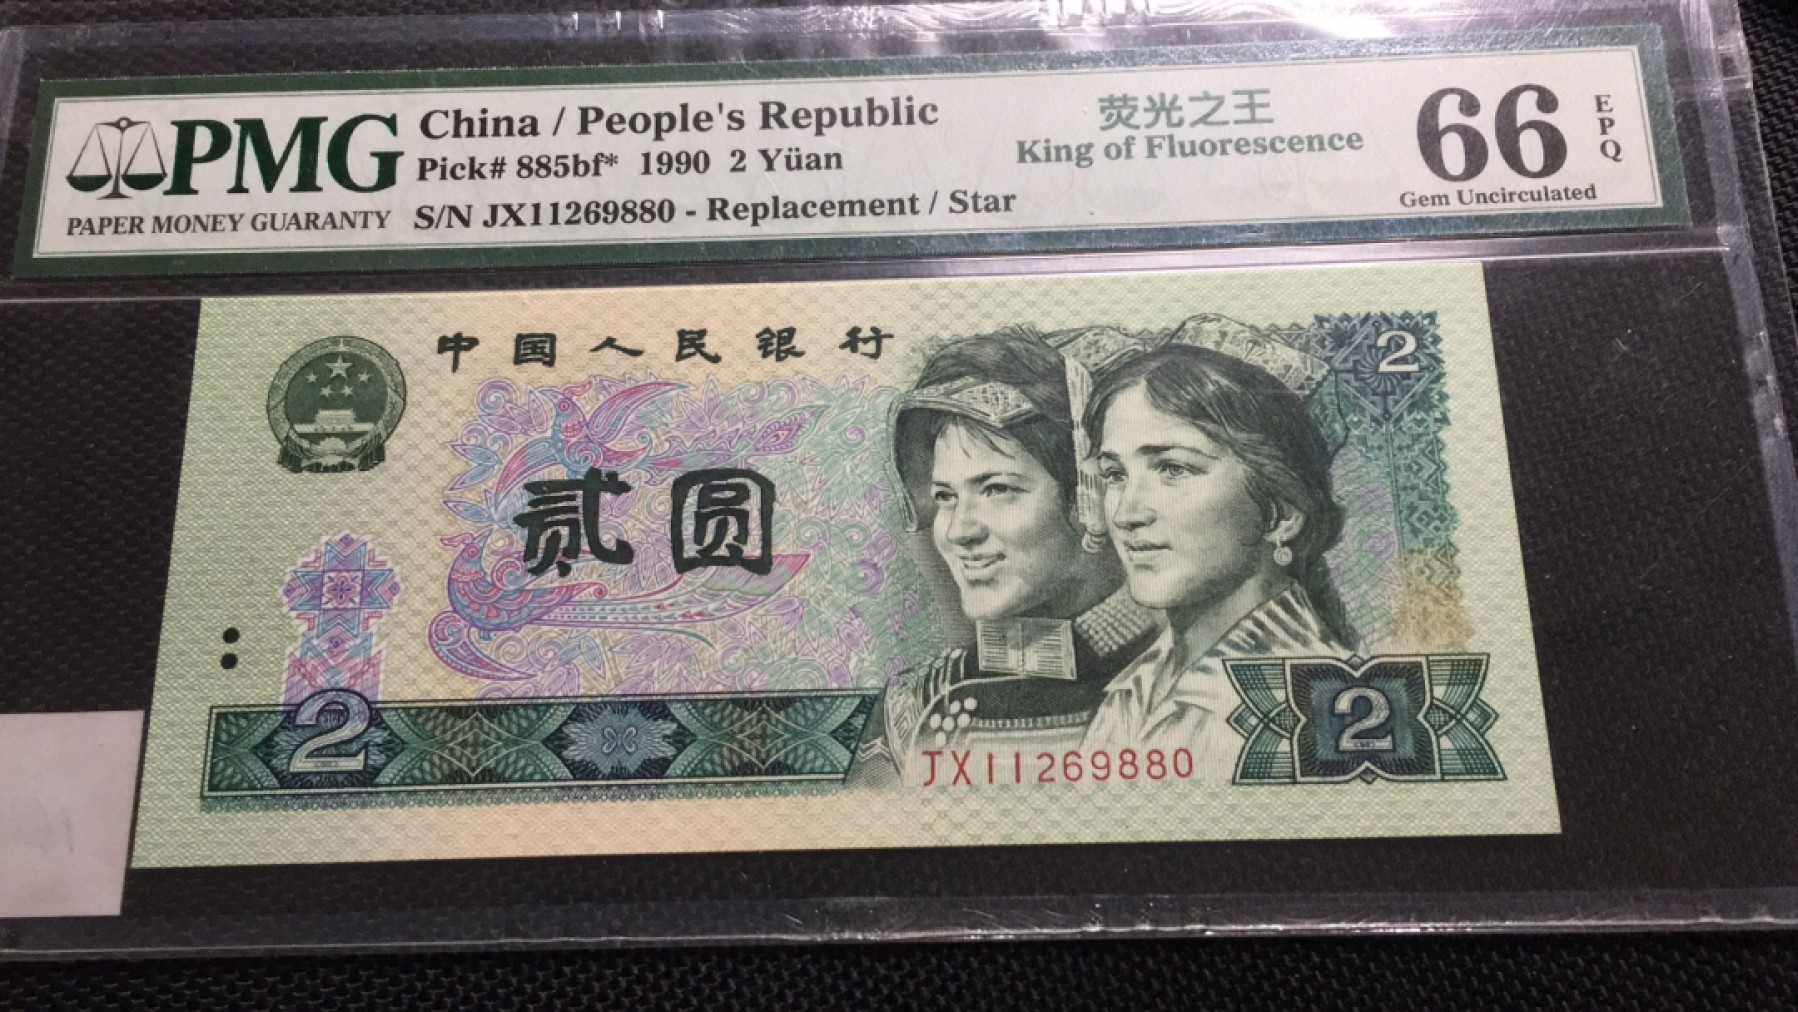 PMG
PAPER MONEY GUARANTY
China / People's Republic
Pick# 885bf* 1990 2 Yüan
S/N JX11269880 - Replacement / Star
荧光之王
King of Fluorescence
66
EPQ
Gem Uncirculated
中国人民银行
2
贰圆
2
2
JX11269880